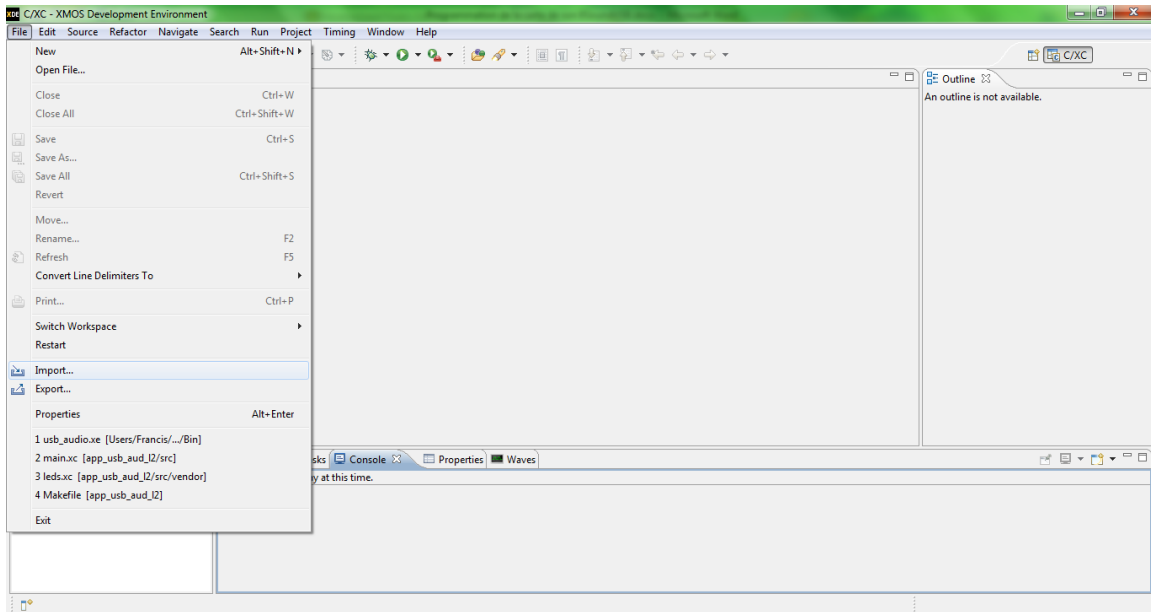 XDE C/XC - XMOS Development Environment
File Edit Source Refactor Navigate Search Run Project Timing Window Help
New Alt+Shift+N
Open File...
C/XC
Outline
An outline is not available.
Close Ctrl+W
Close All Ctrl+Shift+W
Save Ctrl+S
Save As...
Save All Ctrl+Shift+S
Revert
Move...
Rename... F2
Refresh F5
Convert Line Delimiters To
Print... Ctrl+P
Switch Workspace
Restart
Import...
Export...
Properties Alt+Enter
1 usb_audio.xe [Users/Francis/.../Bin]
2 main.xc [app_usb_aud_l2/src]
3 leds.xc [app_usb_aud_l2/src/vendor]
4 Makefile [app_usb_aud_l2]
Exit
sks Console Properties Waves
y at this time.